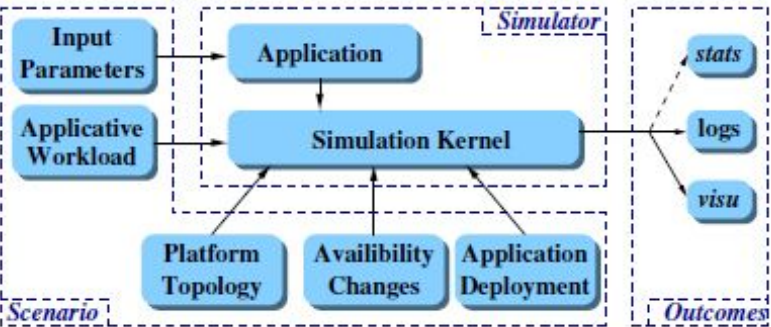 Input
Parameters
Application
Simulator
stats
Applicative
Workload
Simulation Kernel
logs
visu
Platform
Topology
Availibility
Changes
Application
Deployment
Scenario
Outcomes